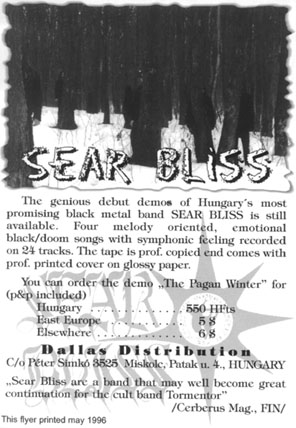 SEAR BLISS
The genious debut demos of Hungary's most
promising black metal band SEAR BLISS is still
available. Four melody oriented, emotional
black/doom songs with symphonic feeling recorded
on 24 tracks. The tape is prof. copied end comes with
prof. printed cover on glossy paper.
You can order the demo „The Pagan Winter" for
(p&p included)
Hungary . . . . . . . . . . . . . . . . 550 HFts
East Europe . . . . . . . . . . . . . 5 $
Elsewhere . . . . . . . . . . . . . . . 6 $
Dallas Distribution
C/o Péter Simkó 3525 Miskolc, Patak u. 4., HUNGARY
„Sear Bliss are a band that may well become great
continuation for the cult band Tormentor"
/Cerberus Mag., FIN/
This flyer printed may 1996